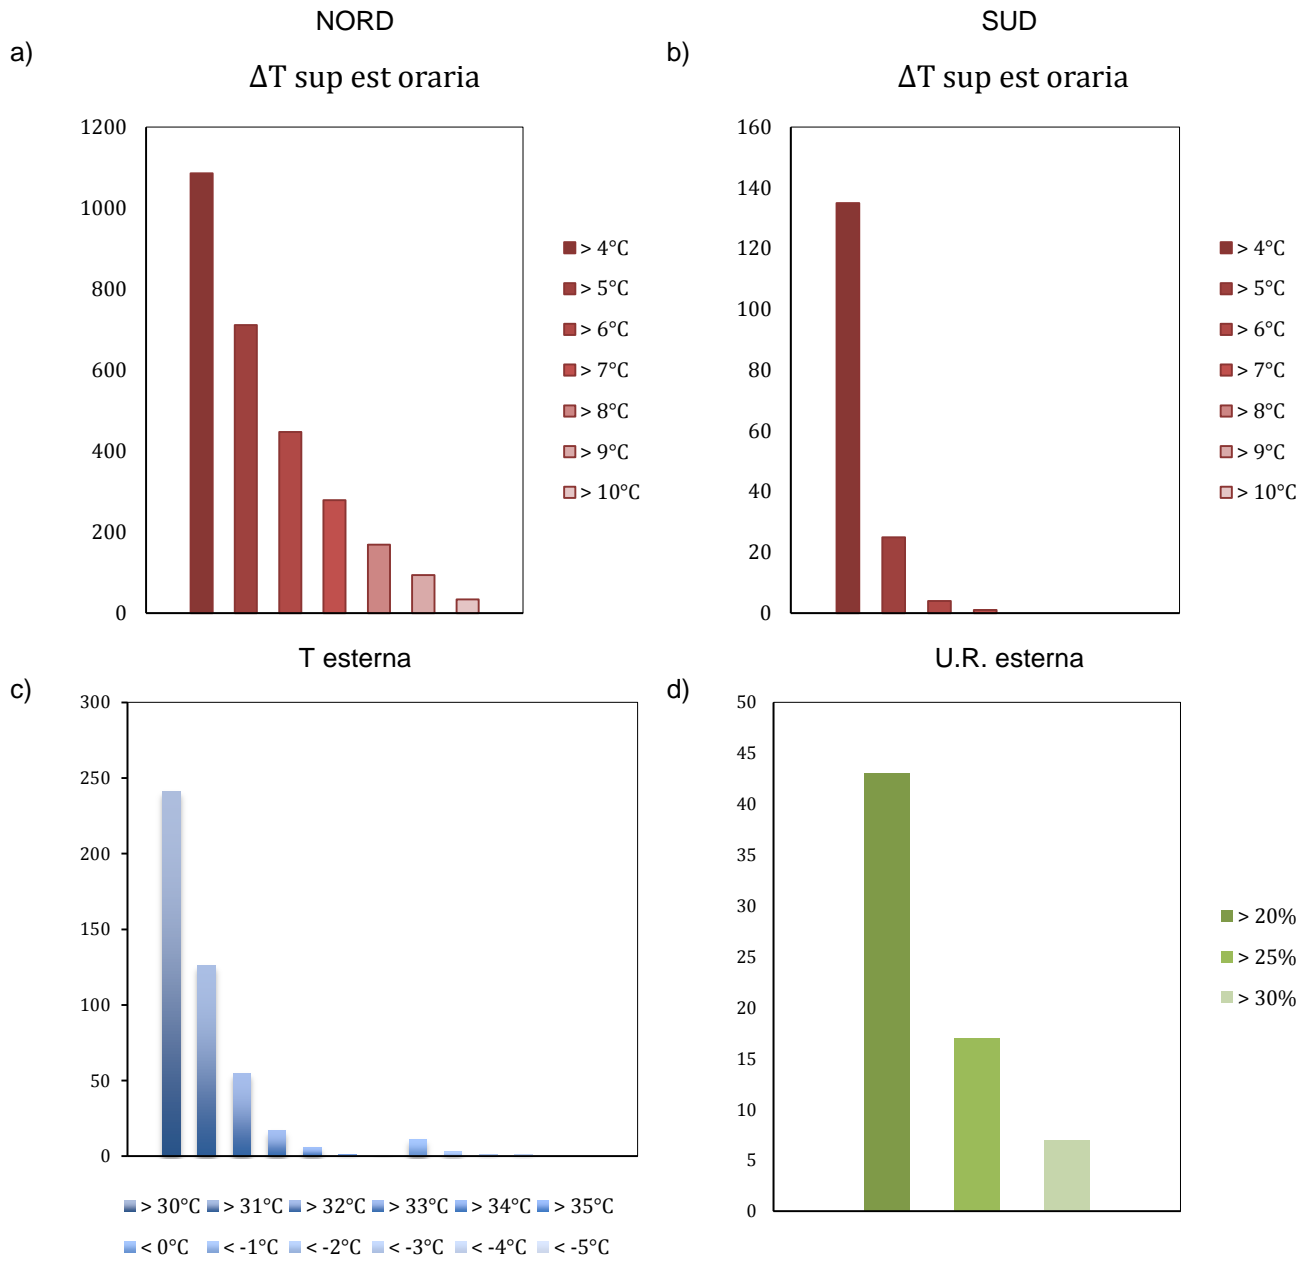 NORD
a)
ΔT sup est oraria
1200
1000
800
600
400
200
0
> 4°C
> 5°C
> 6°C
> 7°C
> 8°C
> 9°C
> 10°C
SUD
b)
ΔT sup est oraria
160
140
120
100
80
60
40
20
0
> 4°C
> 5°C
> 6°C
> 7°C
> 8°C
> 9°C
> 10°C
T esterna
c)
300
250
200
150
100
50
0
> 30°C > 31°C > 32°C > 33°C > 34°C > 35°C
< 0°C < -1°C < -2°C < -3°C < -4°C < -5°C
U.R. esterna
d)
50
45
40
35
30
25
20
15
10
5
0
> 20%
> 25%
> 30%